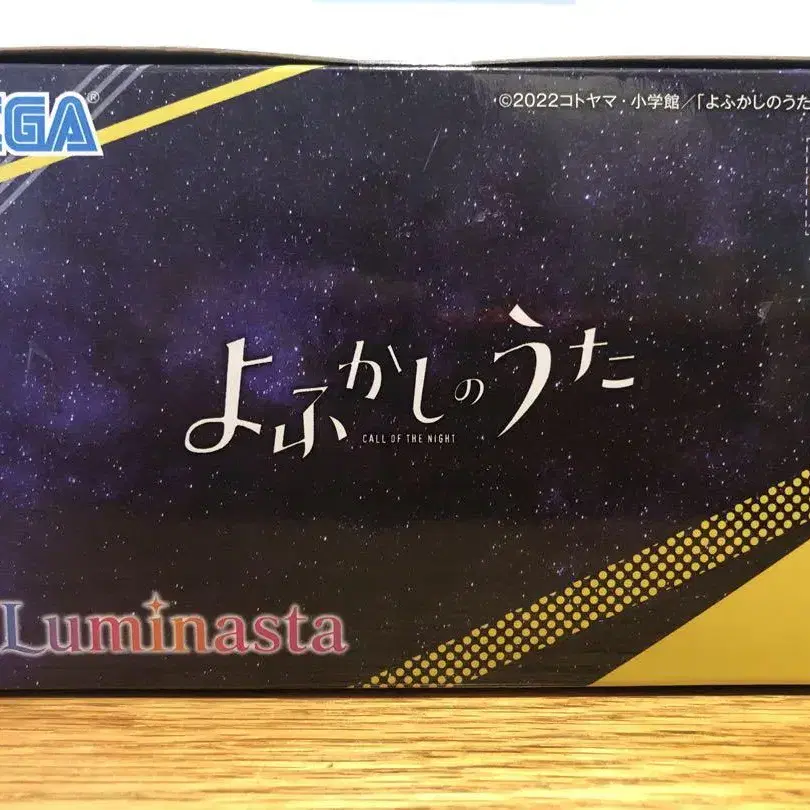 EGA®
©2022コトヤマ・小学館／「よふかしのうた
よふかしのうた
CALL OF THE NIGHT
Luminasta